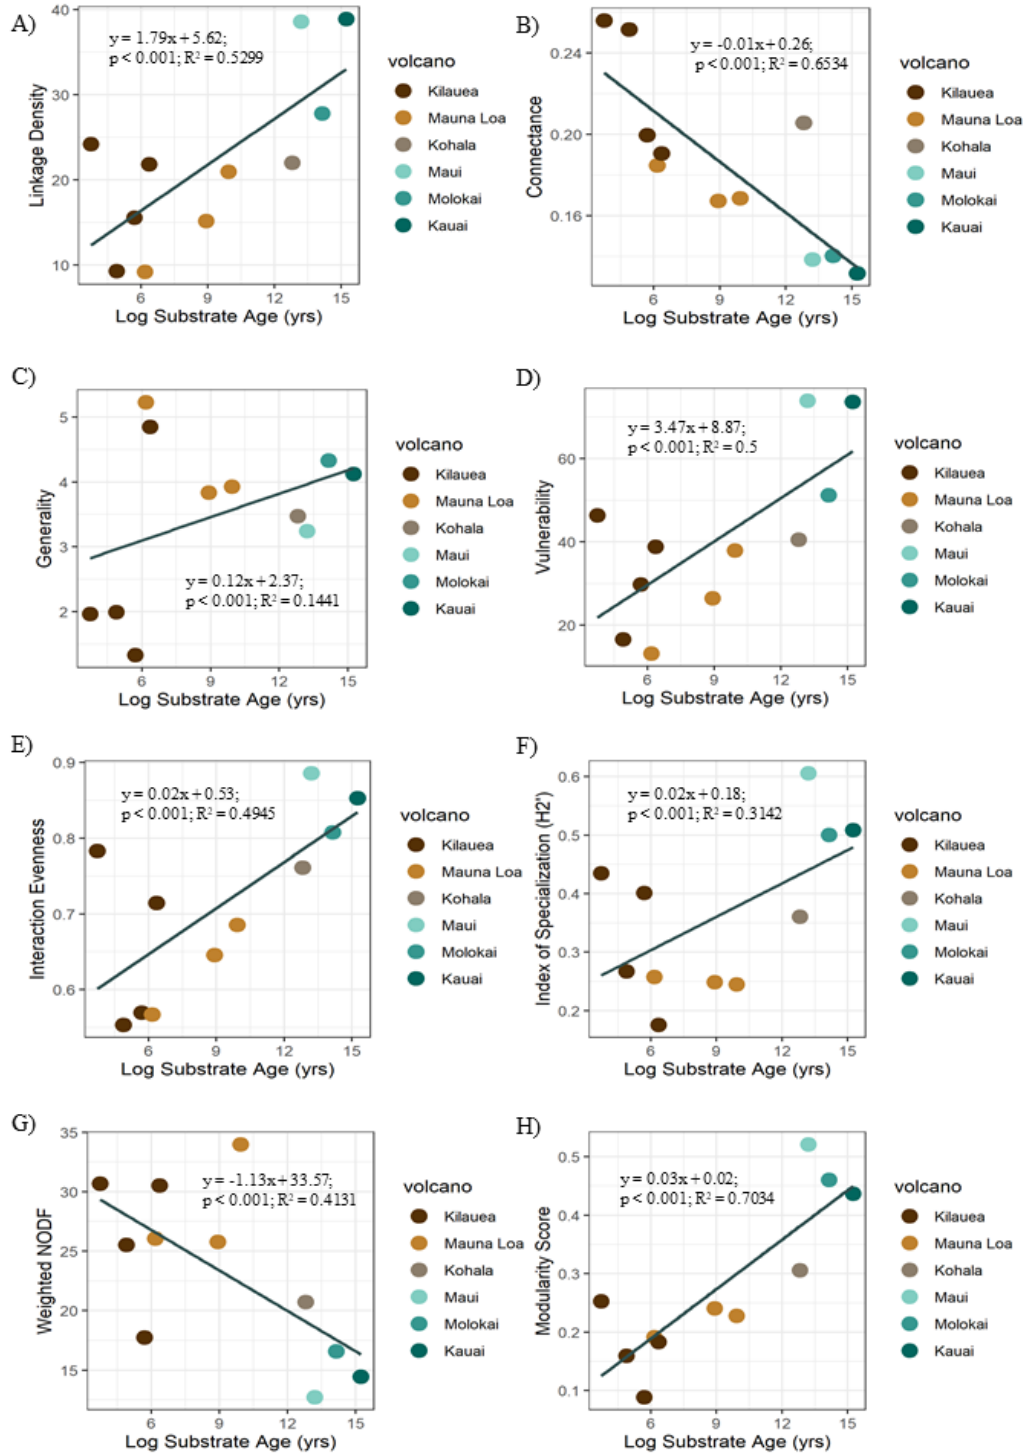 A)
y = 1.79x + 5.62;
p < 0.001; R² = 0.5299
Linkage Density
40
30
20
10
6 9 12 15
Log Substrate Age (yrs)
volcano
Kilauea
Mauna Loa
Kohala
Maui
Molokai
Kauai
B)
y = -0.01x + 0.26;
p < 0.001; R² = 0.6534
Connectance
0.24
0.20
0.16
6 9 12 15
Log Substrate Age (yrs)
volcano
Kilauea
Mauna Loa
Kohala
Maui
Molokai
Kauai
C)
y = 0.12x + 2.37;
p < 0.001; R² = 0.1441
Generality
5
4
3
2
6 9 12 15
Log Substrate Age (yrs)
volcano
Kilauea
Mauna Loa
Kohala
Maui
Molokai
Kauai
D)
y = 3.47x + 8.87;
p < 0.001; R² = 0.5
Vulnerability
60
40
20
6 9 12 15
Log Substrate Age (yrs)
volcano
Kilauea
Mauna Loa
Kohala
Maui
Molokai
Kauai
E)
y = 0.02x + 0.53;
p < 0.001; R² = 0.4945
Interaction Evenness
0.9
0.8
0.7
0.6
6 9 12 15
Log Substrate Age (yrs)
volcano
Kilauea
Mauna Loa
Kohala
Maui
Molokai
Kauai
F)
y = 0.02x + 0.18;
p < 0.001; R² = 0.3142
Index of Specialization (H2')
0.6
0.5
0.4
0.3
0.2
6 9 12 15
Log Substrate Age (yrs)
volcano
Kilauea
Mauna Loa
Kohala
Maui
Molokai
Kauai
G)
y = -1.13x + 33.57;
p < 0.001; R² = 0.4131
Weighted NODF
35
30
25
20
15
6 9 12 15
Log Substrate Age (yrs)
volcano
Kilauea
Mauna Loa
Kohala
Maui
Molokai
Kauai
H)
y = 0.03x + 0.02;
p < 0.001; R² = 0.7034
Modularity Score
0.5
0.4
0.3
0.2
0.1
6 9 12 15
Log Substrate Age (yrs)
volcano
Kilauea
Mauna Loa
Kohala
Maui
Molokai
Kauai